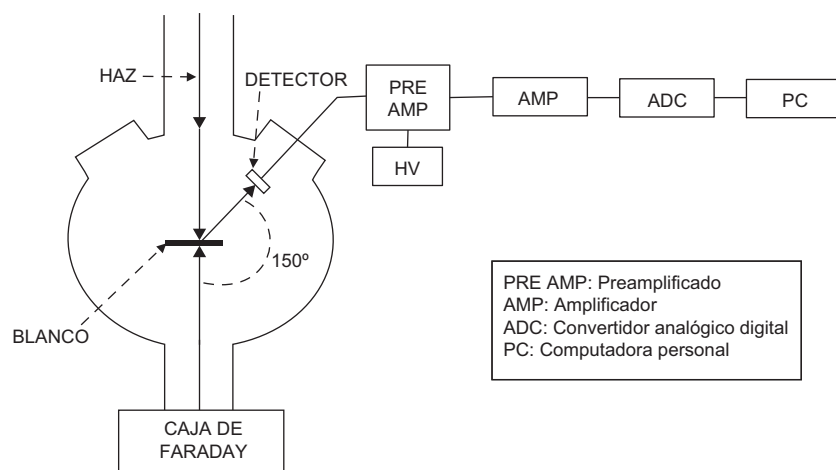 HAZ
DETECTOR
PRE
AMP
AMP
ADC
PC
HV
150º
BLANCO
PRE AMP: Preamplificado
AMP: Amplificador
ADC: Convertidor analógico digital
PC: Computadora personal
CAJA DE
FARADAY